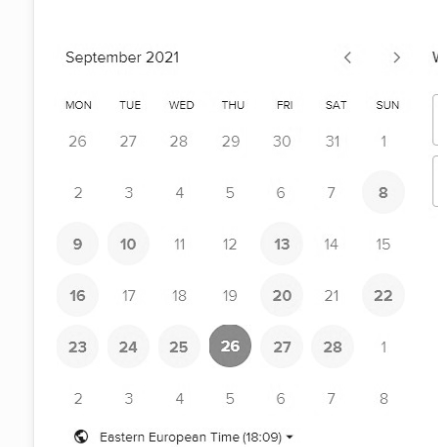 September 2021
MON TUE WED THU FRI SAT SUN
26 27 28 29 30 31 1
2 3 4 5 6 7 8
9 10 11 12 13 14 15
16 17 18 19 20 21 22
23 24 25 26 27 28 1
2 3 4 5 6 7 8
Eastern European Time (18:09)